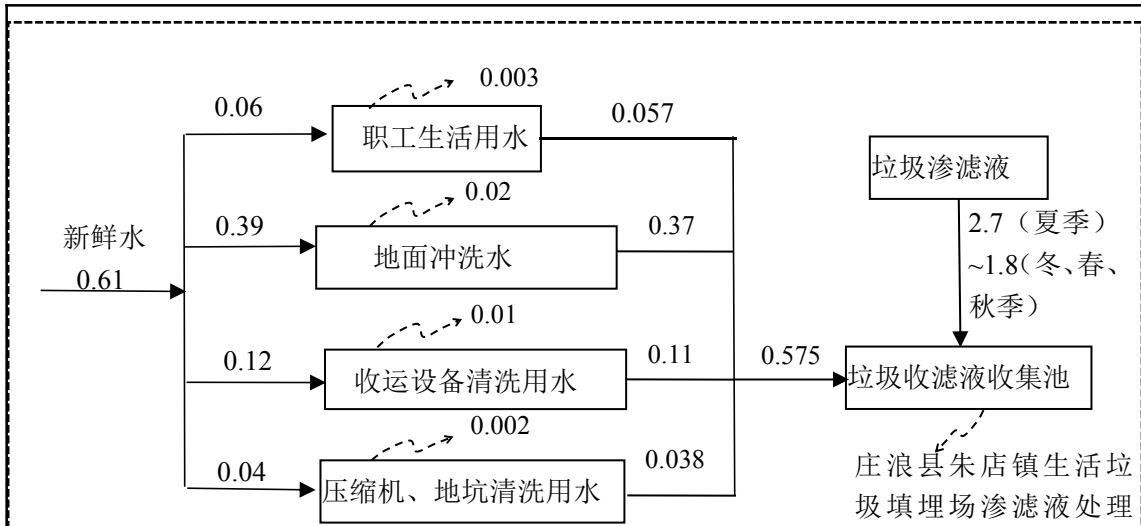 0.003
0.06
职工生活用水
0.057
垃圾渗滤液
0.02
新鲜水
0.61
0.39
地面冲洗水
0.37
2.7（夏季）
~1.8（冬、春、
秋季）
0.01
0.12
收运设备清洗用水
0.11
0.575
垃圾收滤液收集池
0.002
0.04
压缩机、地坑清洗用水
0.038
庄浪县朱店镇生活垃
圾填埋场渗滤液处理